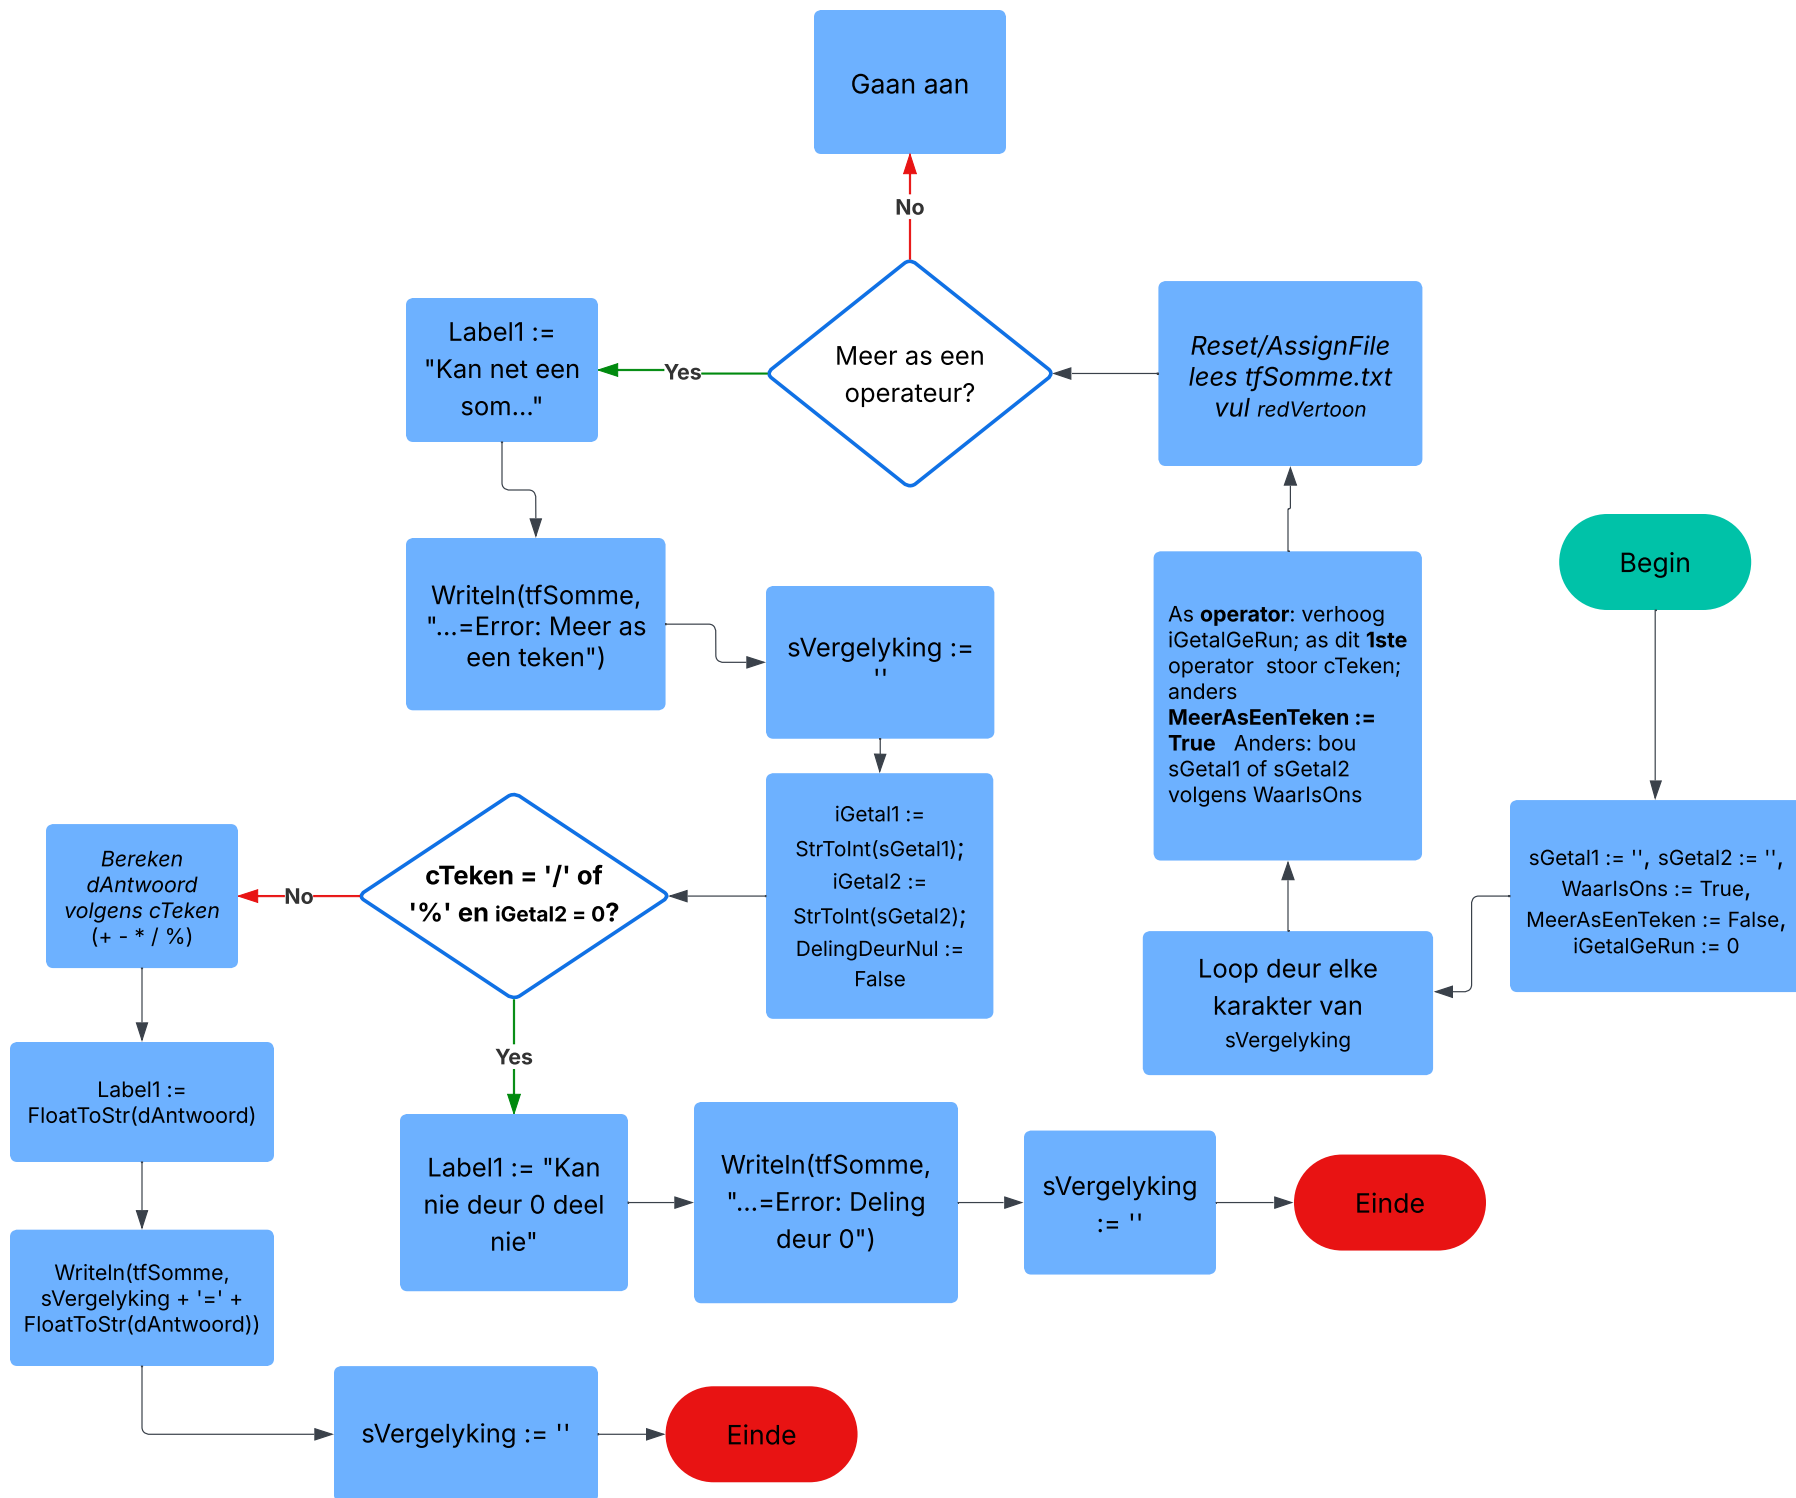 Gaan aan
No
Meer as een
operateur?
Yes
Label1 :=
"Kan net een
som..."
Reset/AssignFile
lees tfSomme.txt
vul redVertoon
Begin
Writeln(tfSomme,
"...=Error: Meer as
een teken")
sVergelyking :=
''
As operator: verhoog
iGetalGeRun; as dit 1ste
operator  stoor cTeken;
anders
MeerAsEenTeken :=
True   Anders: bou
sGetal1 of sGetal2
volgens WaarIsOns
iGetal1 :=
StrToInt(sGetal1);
iGetal2 :=
StrToInt(sGetal2);
DelingDeurNul :=
False
cTeken = '/' of
'%' en iGetal2 = 0?
No
Bereken
dAntwoord
volgens cTeken
(+ - * / %)
sGetal1 := '', sGetal2 := '',
WaarIsOns := True,
MeerAsEenTeken := False,
iGetalGeRun := 0
Loop deur elke
karakter van
sVergelyking
Yes
Label1 :=
FloatToStr(dAntwoord)
Label1 := "Kan
nie deur 0 deel
nie"
Writeln(tfSomme,
"...=Error: Deling
deur 0")
sVergelyking
:= ''
Einde
Writeln(tfSomme,
sVergelyking + '=' +
FloatToStr(dAntwoord))
sVergelyking := ''
Einde